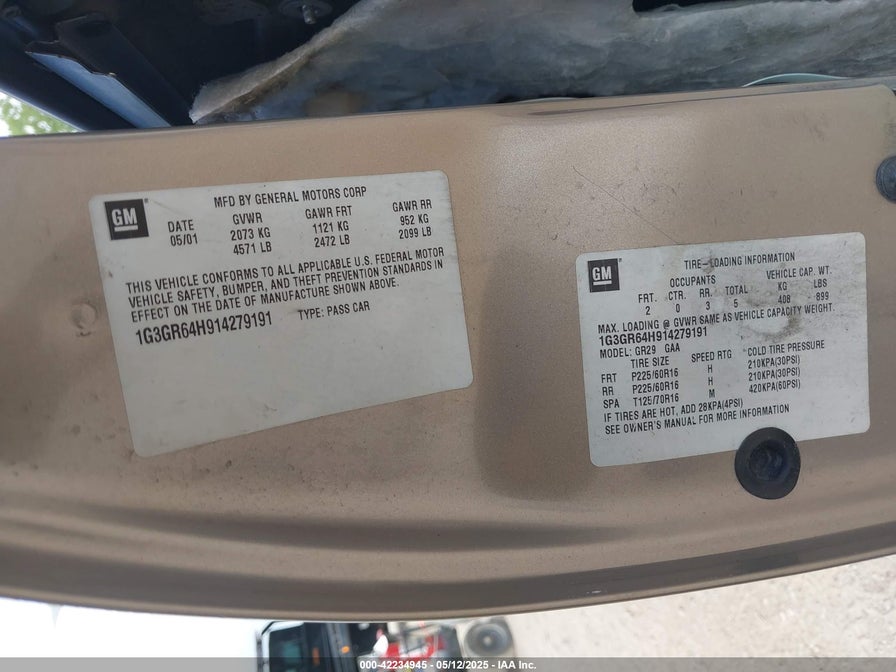 GM
MFD BY GENERAL MOTORS CORP
DATE GVWR GAWR FRT GAWR RR
05/01 2073 KG 1121 KG 952 KG
4571 LB 2472 LB 2099 LB
THIS VEHICLE CONFORMS TO ALL APPLICABLE U.S. FEDERAL MOTOR
VEHICLE SAFETY, BUMPER, AND THEFT PREVENTION STANDARDS IN
EFFECT ON THE DATE OF MANUFACTURE SHOWN ABOVE.
1G3GR64H914279191 TYPE: PASS CAR
GM
TIRE-LOADING INFORMATION
OCCUPANTS VEHICLE CAP. WT.
FRT. CTR. RR. TOTAL KG LBS
2 0 3 5 408 899
MAX. LOADING @ GVWR SAME AS VEHICLE CAPACITY WEIGHT.
1G3GR64H914279191
MODEL: GR29 GAA
TIRE SIZE SPEED RTG COLD TIRE PRESSURE
FRT P225/60R16 H 210KPA(30PSI)
RR P225/60R16 H 210KPA(30PSI)
SPA T125/70R16 M 420KPA(60PSI)
IF TIRES ARE HOT, ADD 28KPA(4PSI)
SEE OWNER'S MANUAL FOR MORE INFORMATION
000-42234945 - 05/12/2025 - IAA Inc.